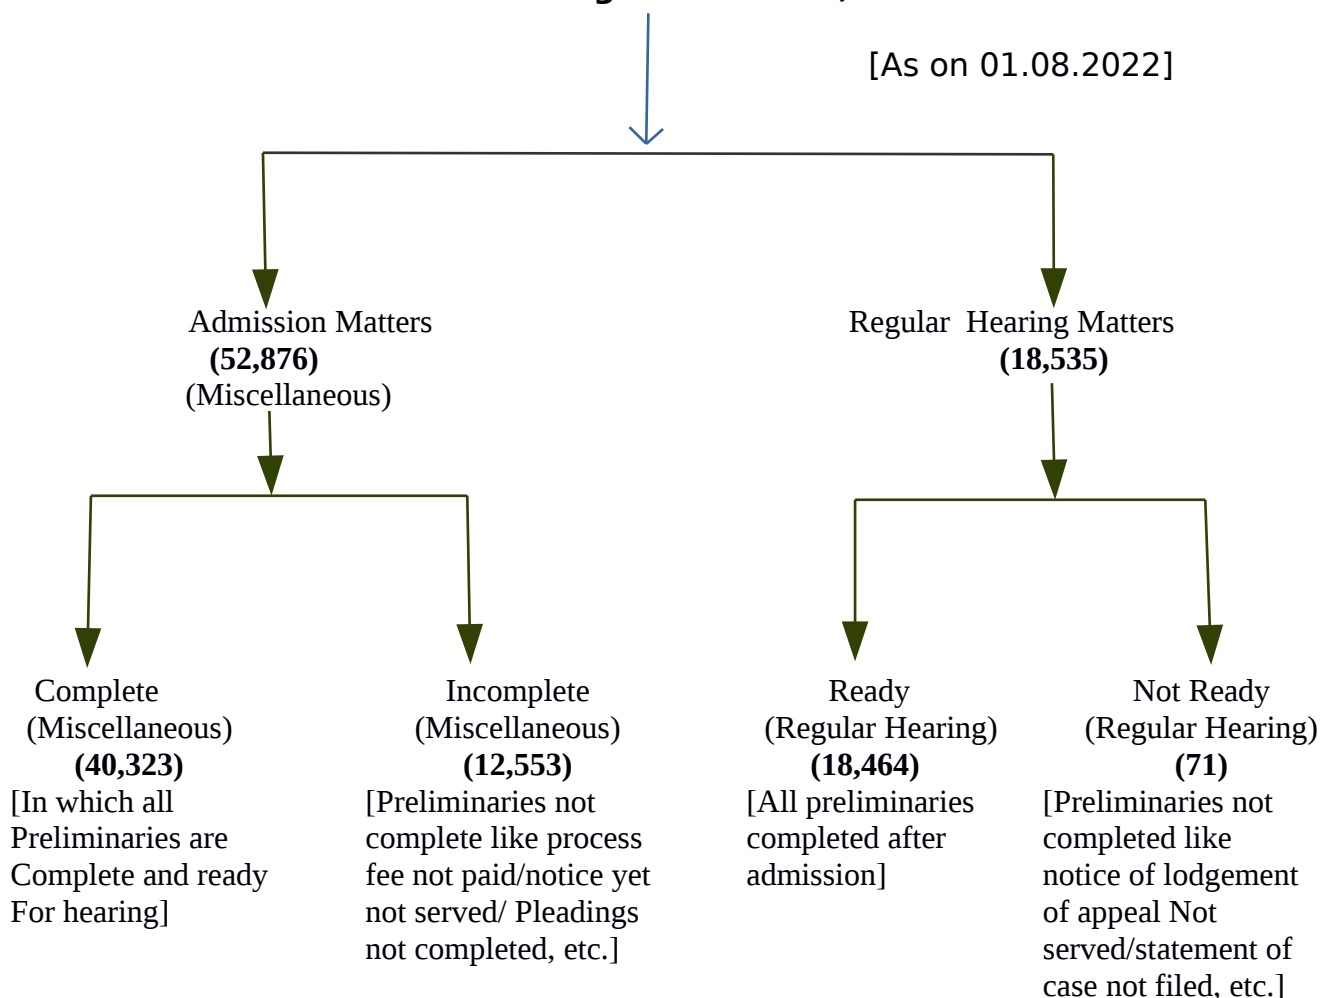 [As on 01.08.2022]
Admission Matters
(52,876)
(Miscellaneous)
Regular Hearing Matters
(18,535)
Complete
(Miscellaneous)
(40,323)
[In which all
Preliminaries are
Complete and ready
For hearing]
Incomplete
(Miscellaneous)
(12,553)
[Preliminaries not
complete like process
fee not paid/notice yet
not served/ Pleadings
not completed, etc.]
Ready
(Regular Hearing)
(18,464)
[All preliminaries
completed after
admission]
Not Ready
(Regular Hearing)
(71)
[Preliminaries not
completed like
notice of lodgement
of appeal Not
served/statement of
case not filed, etc.]